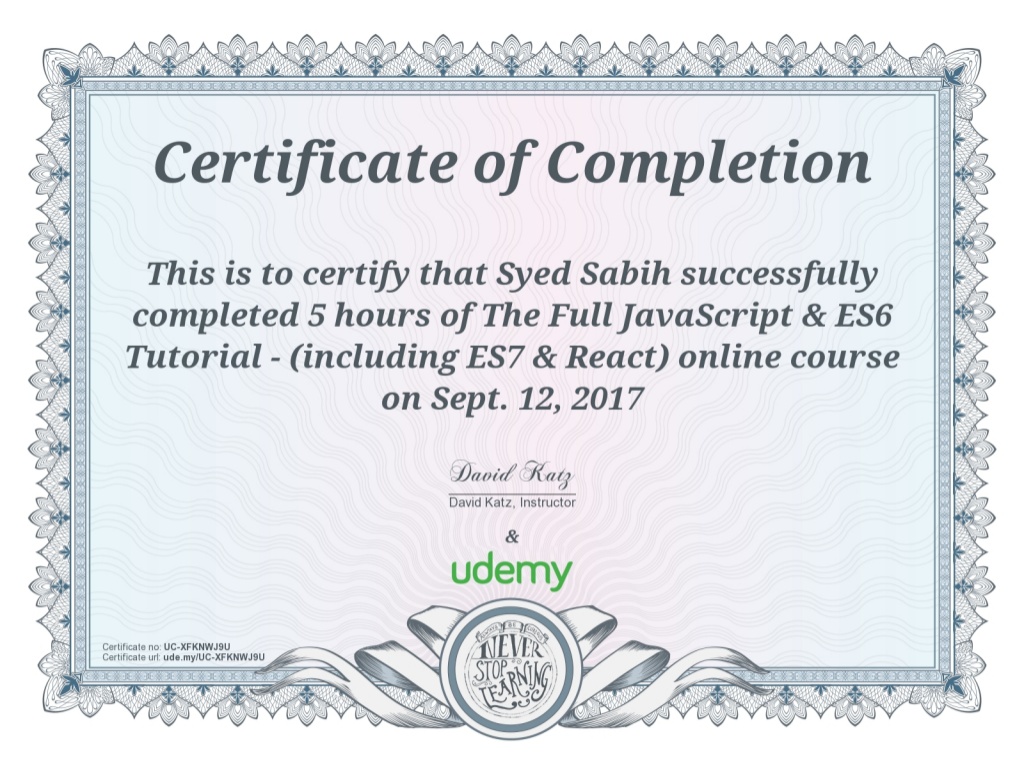 Certificate of Completion
This is to certify that Syed Sabih successfully
completed 5 hours of The Full JavaScript & ES6
Tutorial - (including ES7 & React) online course
on Sept. 12, 2017
David Katz
David Katz, Instructor
&
udemy
Certificate no: UC-XFKNWJ9U
Certificate url: ude.my/UC-XFKNWJ9U
NEVER
STOP
LEARNING